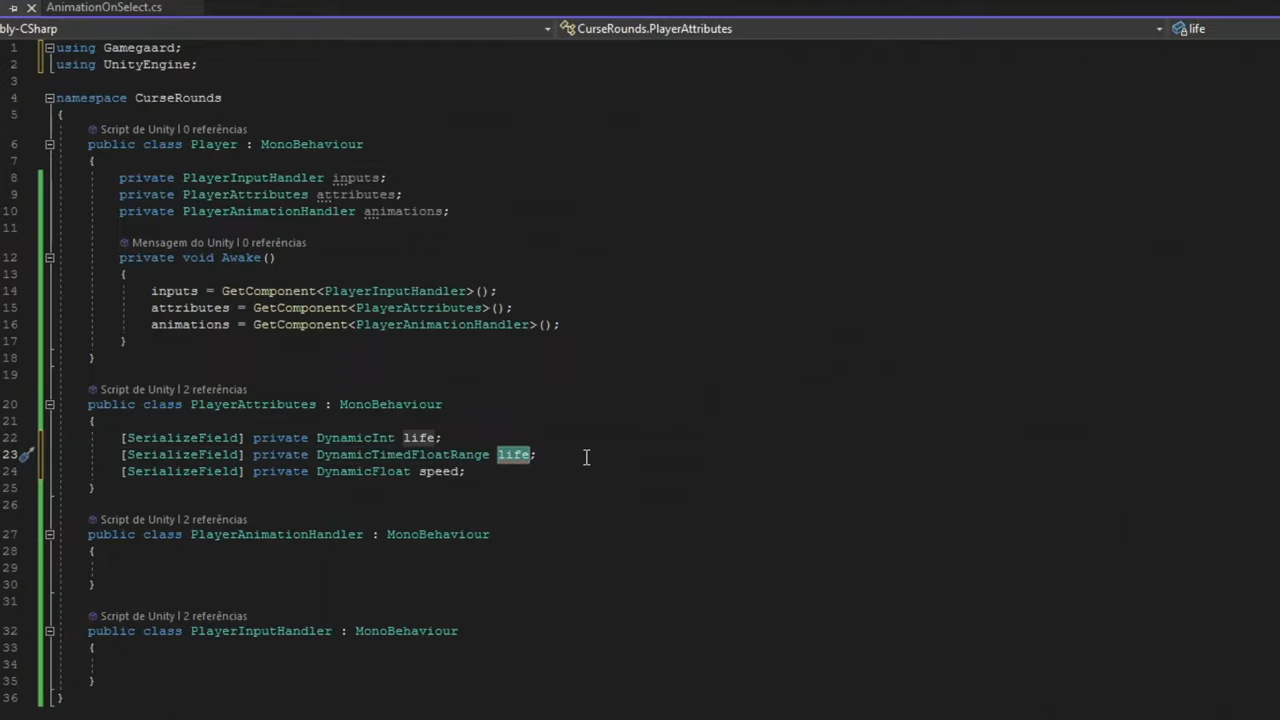 AnimationOnSelect.cs
bly-CSharp CurseRounds.PlayerAttributes life
1 using Gamegaard;
2 using UnityEngine;
3
4 namespace CurseRounds
5 {
Script de Unity | 0 referências
6 public class Player : MonoBehaviour
7 {
8 private PlayerInputHandler inputs;
9 private PlayerAttributes attributes;
10 private PlayerAnimationHandler animations;
11
Mensagem do Unity | 0 referências
12 private void Awake()
13 {
14 inputs = GetComponent<PlayerInputHandler>();
15 attributes = GetComponent<PlayerAttributes>();
16 animations = GetComponent<PlayerAnimationHandler>();
17 }
18 }
19
Script de Unity | 2 referências
20 public class PlayerAttributes : MonoBehaviour
21 {
22 [SerializeField] private DynamicInt life;
23 [SerializeField] private DynamicTimedFloatRange life;
24 [SerializeField] private DynamicFloat speed;
25 }
26
Script de Unity | 2 referências
27 public class PlayerAnimationHandler : MonoBehaviour
28 {
29
30 }
31
Script de Unity | 2 referências
32 public class PlayerInputHandler : MonoBehaviour
33 {
34
35 }
36 }